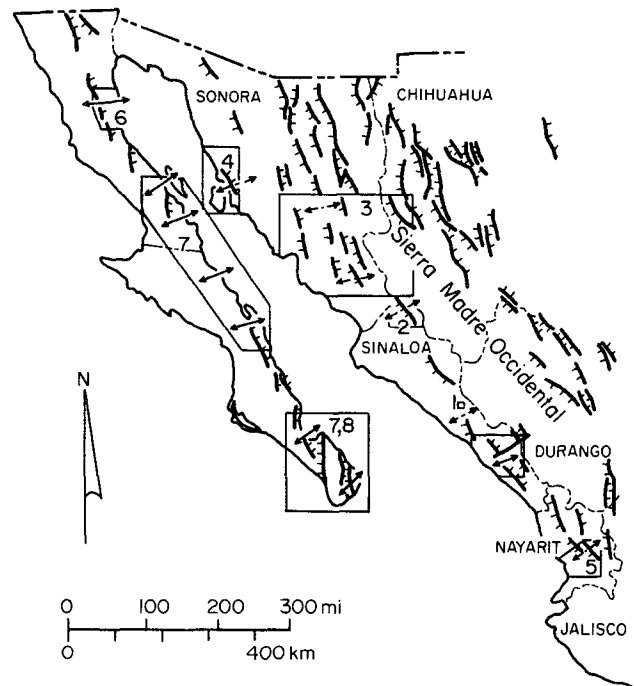 SONORA
CHIHUAHUA
6
4
3
7
Sierra Madre Occidental
2
SINALOA
1
N
7,8
DURANGO
NAYARIT
5
0 100 200 300 mi
0 400 km
JALISCO